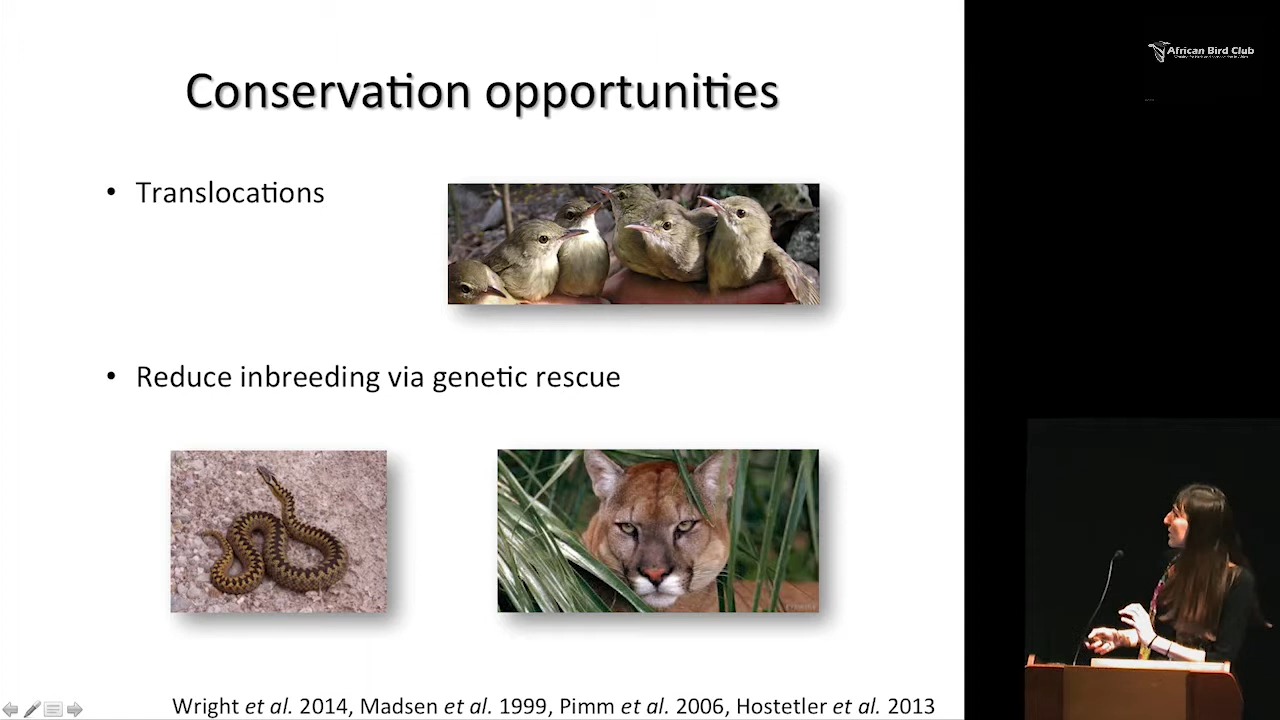 Conservation opportunities
African Bird Club
• Translocations
• Reduce inbreeding via genetic rescue
Wright et al. 2014, Madsen et al. 1999, Pimm et al. 2006, Hostetler et al. 2013